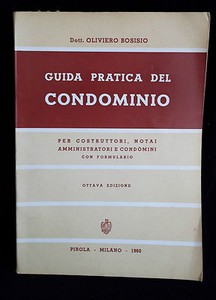 Dott. OLIVIERO BOSISIO
GUIDA PRATICA DEL
CONDOMINIO
PER COSTRUTTORI, NOTAI
AMMINISTRATORI E CONDOMINI
CON FORMULARIO
OTTAVA EDIZIONE
PIROLA - MILANO - 1960